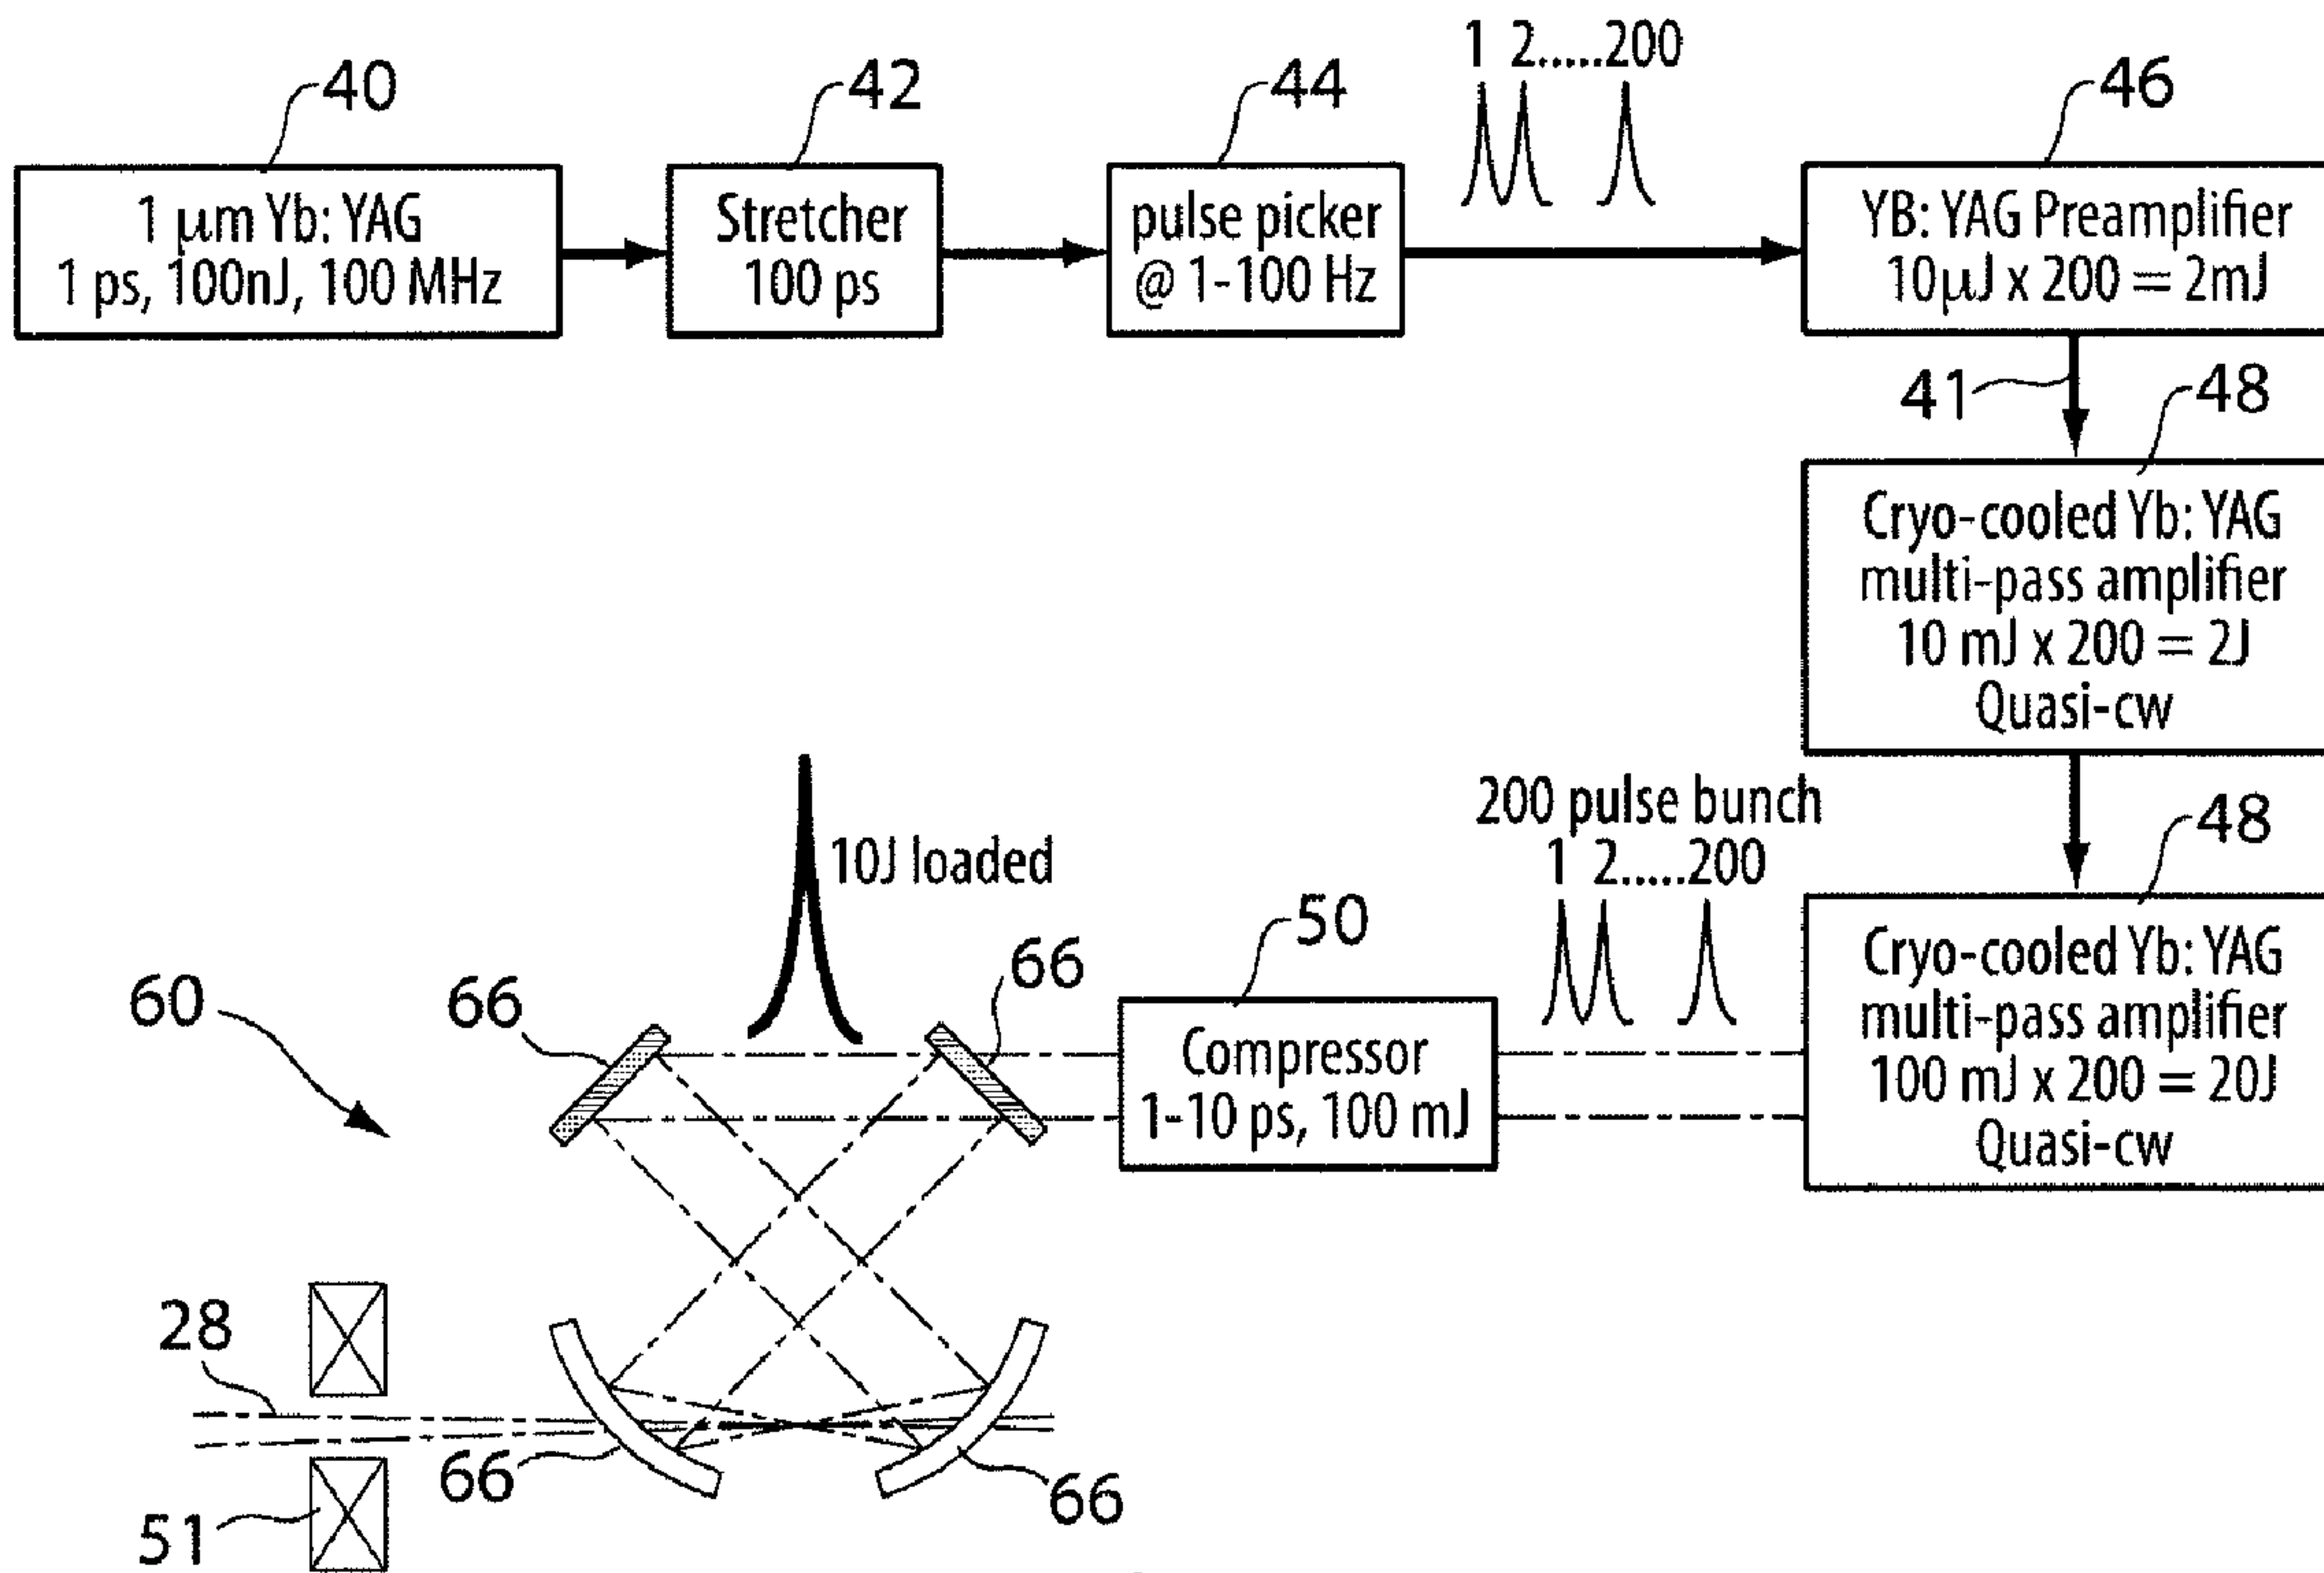 40
1 μm Yb: YAG
1 ps, 100nJ, 100 MHz
42
Stretcher
100 ps
44
pulse picker
@ 1-100 Hz
1 2.....200
46
YB: YAG Preamplifier
10μJ x 200 = 2mJ
41
48
Cryo-cooled Yb: YAG
multi-pass amplifier
10 mJ x 200 = 2J
Quasi-cw
48
Cryo-cooled Yb: YAG
multi-pass amplifier
100 mJ x 200 = 20J
Quasi-cw
200 pulse bunch
1 2.....200
50
Compressor
1-10 ps, 100 mJ
10J loaded
60
66
66
28
66
66
51